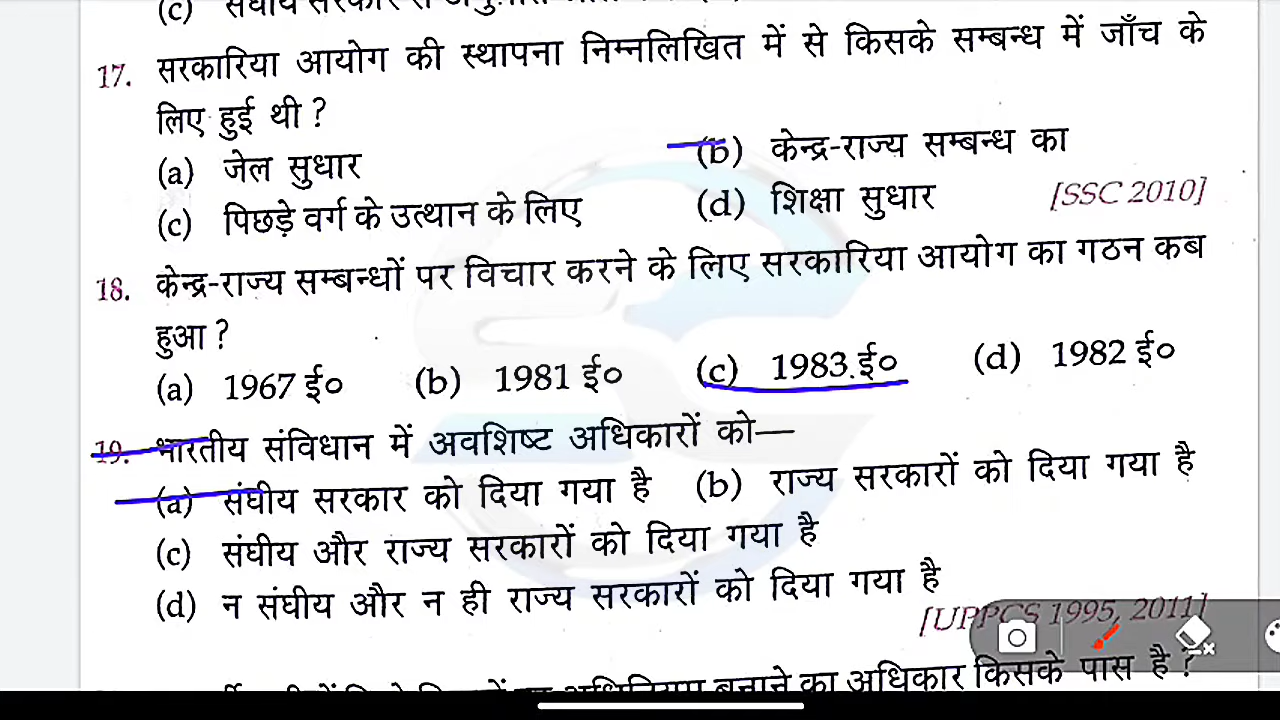 (c) संघीय सरकार
17. सरकारिया आयोग की स्थापना निम्नलिखित में से किसके सम्बन्ध में जाँच के
लिए हुई थी ?
(a) जेल सुधार (b) केन्द्र-राज्य सम्बन्ध का
(c) पिछड़े वर्ग के उत्थान के लिए (d) शिक्षा सुधार [SSC 2010]
18. केन्द्र-राज्य सम्बन्धों पर विचार करने के लिए सरकारिया आयोग का गठन कब
हुआ ?
(a) 1967 ई० (b) 1981 ई० (c) 1983 ई० (d) 1982 ई०
19. भारतीय संविधान में अवशिष्ट अधिकारों को—
(a) संघीय सरकार को दिया गया है (b) राज्य सरकारों को दिया गया है
(c) संघीय और राज्य सरकारों को दिया गया है
(d) न संघीय और न ही राज्य सरकारों को दिया गया है
[UPPCS 1995, 2011]
बनाने का अधिकार किसके पास है ?